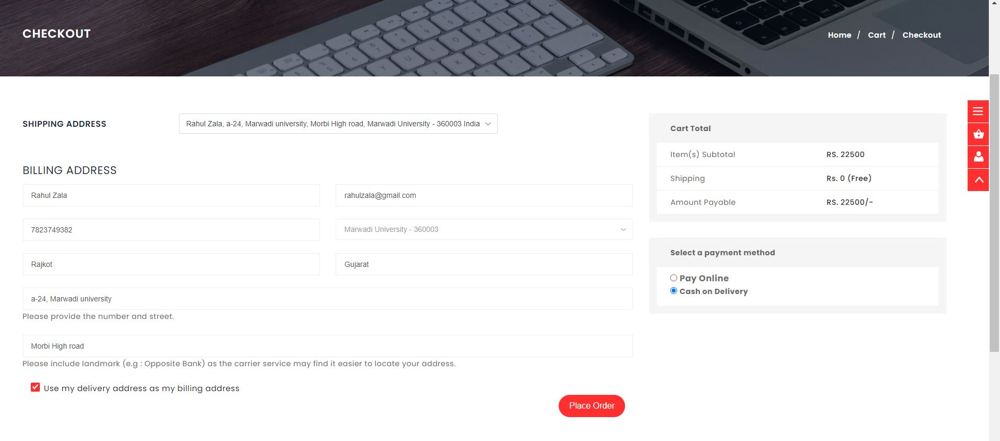 CHECKOUT
Home / Cart / Checkout
SHIPPING ADDRESS
Rahul Zala, a-24, Marwadi university, Morbi High road, Marwadi University - 360003 India
BILLING ADDRESS
Rahul Zala
rahulzala@gmail.com
7823749382
Marwadi University - 360003
Rajkot
Gujarat
a-24, Marwadi university
Please provide the number and street.
Morbi High road
Please include landmark (e.g : Opposite Bank) as the carrier service may find it easier to locate your address.
Use my delivery address as my billing address
Place Order
Cart Total
Item(s) Subtotal RS. 22500
Shipping Rs. 0 (Free)
Amount Payable RS. 22500/-
Select a payment method
Pay Online
Cash on Delivery